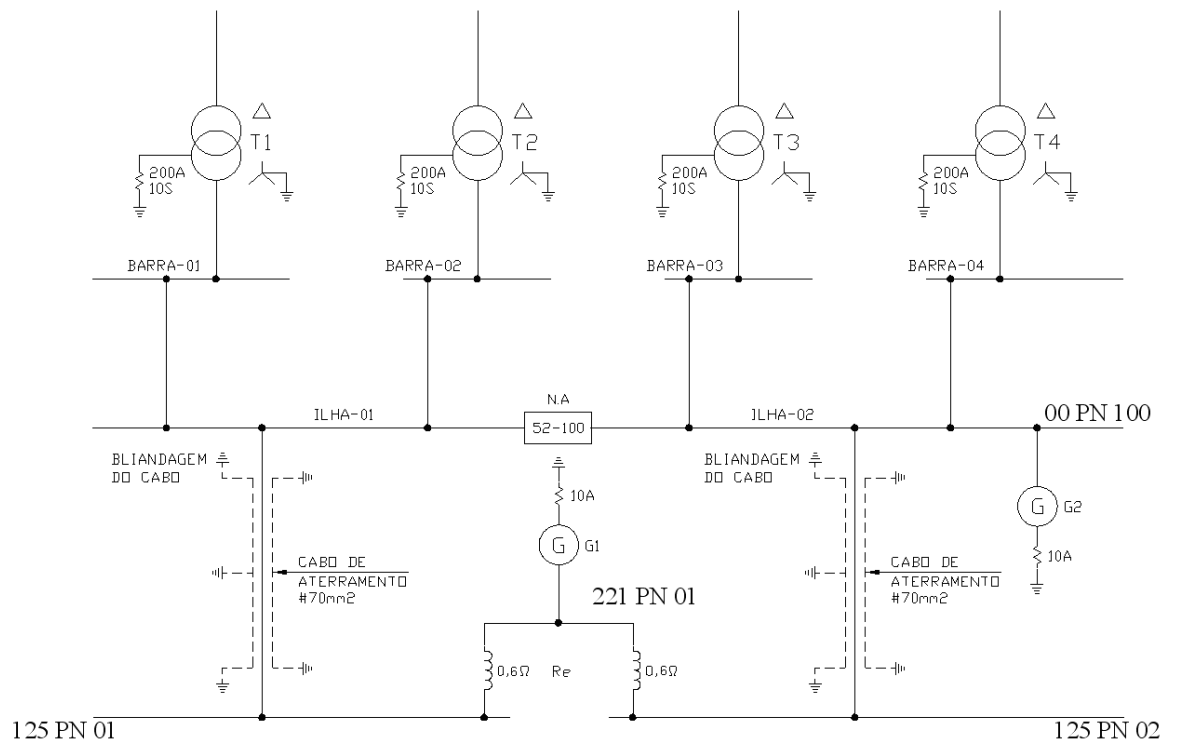 T1
200A
10S
T2
200A
10S
T3
200A
10S
T4
200A
10S
BARRA-01
BARRA-02
BARRA-03
BARRA-04
N.A
ILHA-01
52-100
ILHA-02
00 PN 100
BLIANDAGEM
DO CABO
10A
G
G1
BLIANDAGEM
DO CABO
G
G2
10A
CABO DE
ATERRAMENTO
#70mm2
CABO DE
ATERRAMENTO
#70mm2
221 PN 01
0,6Ω
Re
0,6Ω
125 PN 01
125 PN 02